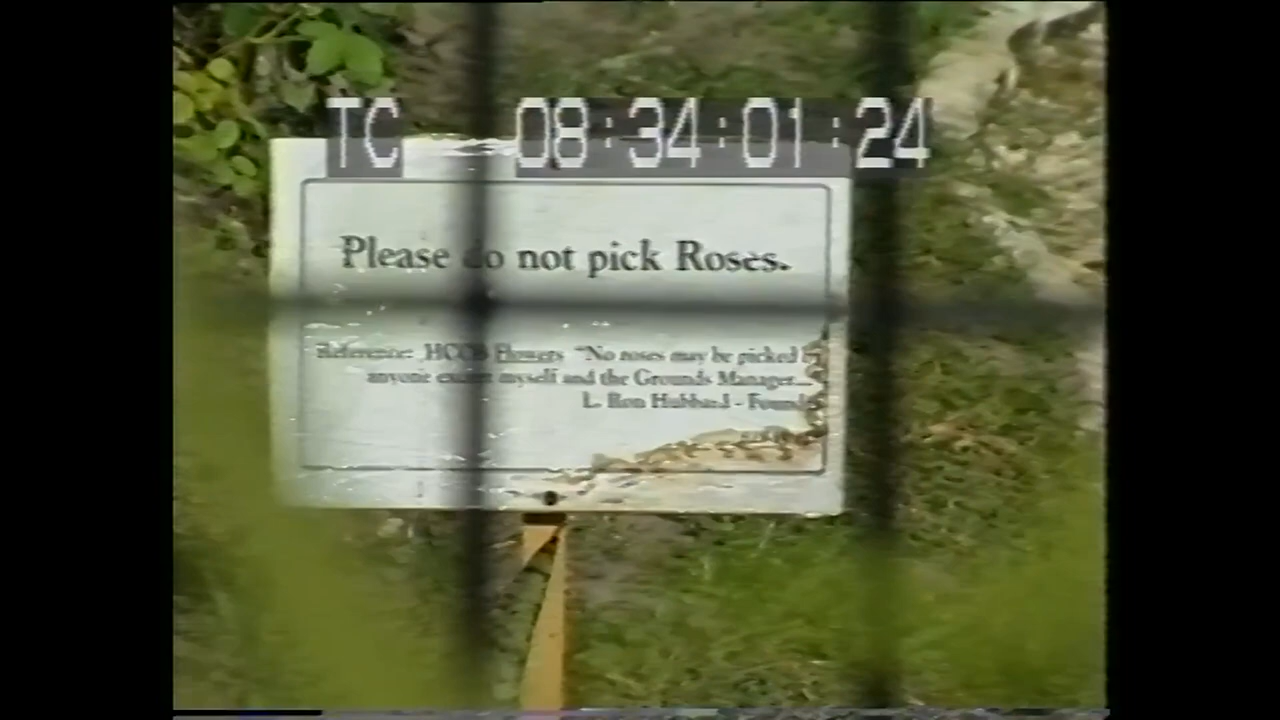 TC 08:34:01:24
Please do not pick Roses.
Reference: HCOB Flowers "No roses may be picked
anyone except myself and the Grounds Manager....
L. Ron Hubbard - Found